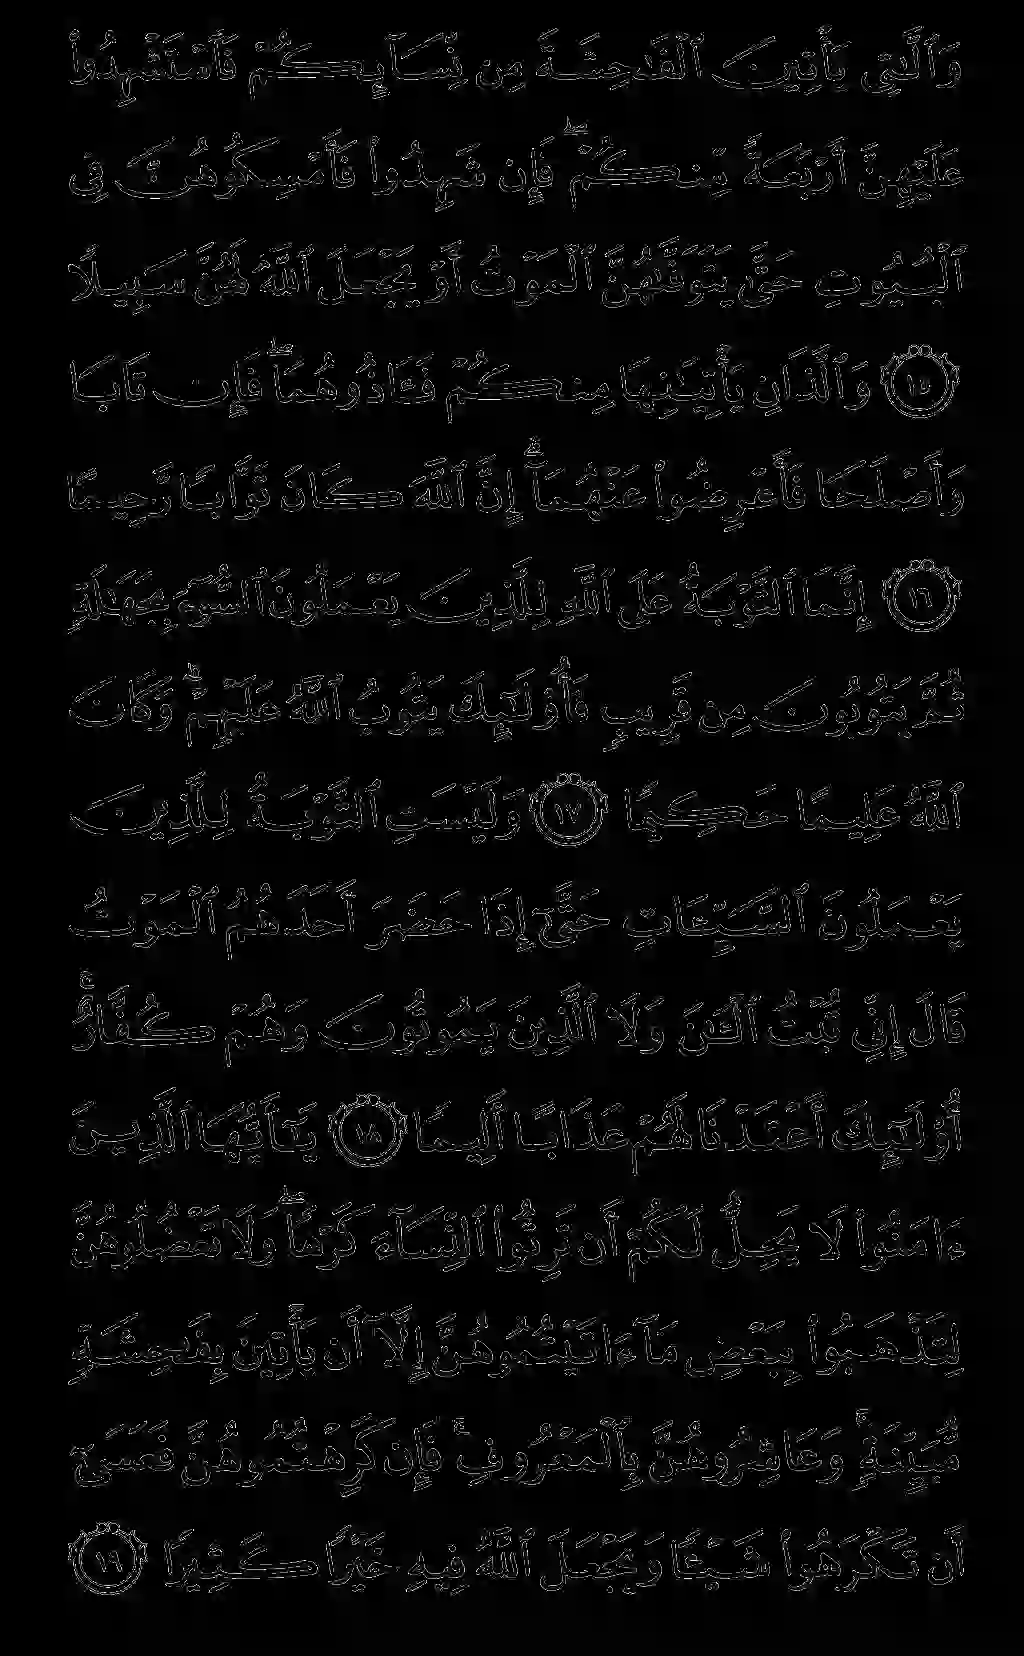 وَٱلَّـٰتِى يَأْتِينَ ٱلْفَـٰحِشَةَ مِن نِّسَآئِكُمْ فَٱسْتَشْهِدُوا۟
عَلَيْهِنَّ أَرْبَعَةً مِّنكُمْ ۖ فَإِن شَهِدُوا۟ فَأَمْسِكُوهُنَّ فِى
ٱلْبُيُوتِ حَتَّىٰ يَتَوَفَّىٰهُنَّ ٱلْمَوْتُ أَوْ يَجْعَلَ ٱللَّهُ لَهُنَّ سَبِيلًا
١٥ وَٱلَّذَانِ يَأْتِيَـٰنِهَا مِنكُمْ فَـَٔاذُوهُمَا ۖ فَإِن تَابَا
وَأَصْلَحَا فَأَعْرِضُوا۟ عَنْهُمَآ ۗ إِنَّ ٱللَّهَ كَانَ تَوَّابًا رَّحِيمًا
١٦ إِنَّمَا ٱلتَّوْبَةُ عَلَى ٱللَّهِ لِلَّذِينَ يَعْمَلُونَ ٱلسُّوٓءَ بِجَهَـٰلَةٍ
ثُمَّ يَتُوبُونَ مِن قَرِيبٍ فَأُو۟لَـٰٓئِكَ يَتُوبُ ٱللَّهُ عَلَيْهِمْ ۗ وَكَانَ
ٱللَّهُ عَلِيمًا حَكِيمًا ١٧ وَلَيْسَتِ ٱلتَّوْبَةُ لِلَّذِينَ
يَعْمَلُونَ ٱلسَّيِّـَٔاتِ حَتَّىٰٓ إِذَا حَضَرَ أَحَدَهُمُ ٱلْمَوْتُ
قَالَ إِنِّى تُبْتُ ٱلْـَٔـٰنَ وَلَا ٱلَّذِينَ يَمُوتُونَ وَهُمْ كُفَّارٌ ۚ
أُو۟لَـٰٓئِكَ أَعْتَدْنَا لَهُمْ عَذَابًا أَلِيمًا ١٨ يَـٰٓأَيُّهَا ٱلَّذِينَ
ءَامَنُوا۟ لَا يَحِلُّ لَكُمْ أَن تَرِثُوا۟ ٱلنِّسَآءَ كَرْهًا ۖ وَلَا تَعْضُلُوهُنَّ
لِتَذْهَبُوا۟ بِبَعْضِ مَآ ءَاتَيْتُمُوهُنَّ إِلَّآ أَن يَأْتِينَ بِفَـٰحِشَةٍ
مُّبَيِّنَةٍ ۚ وَعَاشِرُوهُنَّ بِٱلْمَعْرُوفِ ۚ فَإِن كَرِهْتُمُوهُنَّ فَعَسَىٰٓ
أَن تَكْرَهُوا۟ شَيْـًٔا وَيَجْعَلَ ٱللَّهُ فِيهِ خَيْرًا كَثِيرًا ١٩